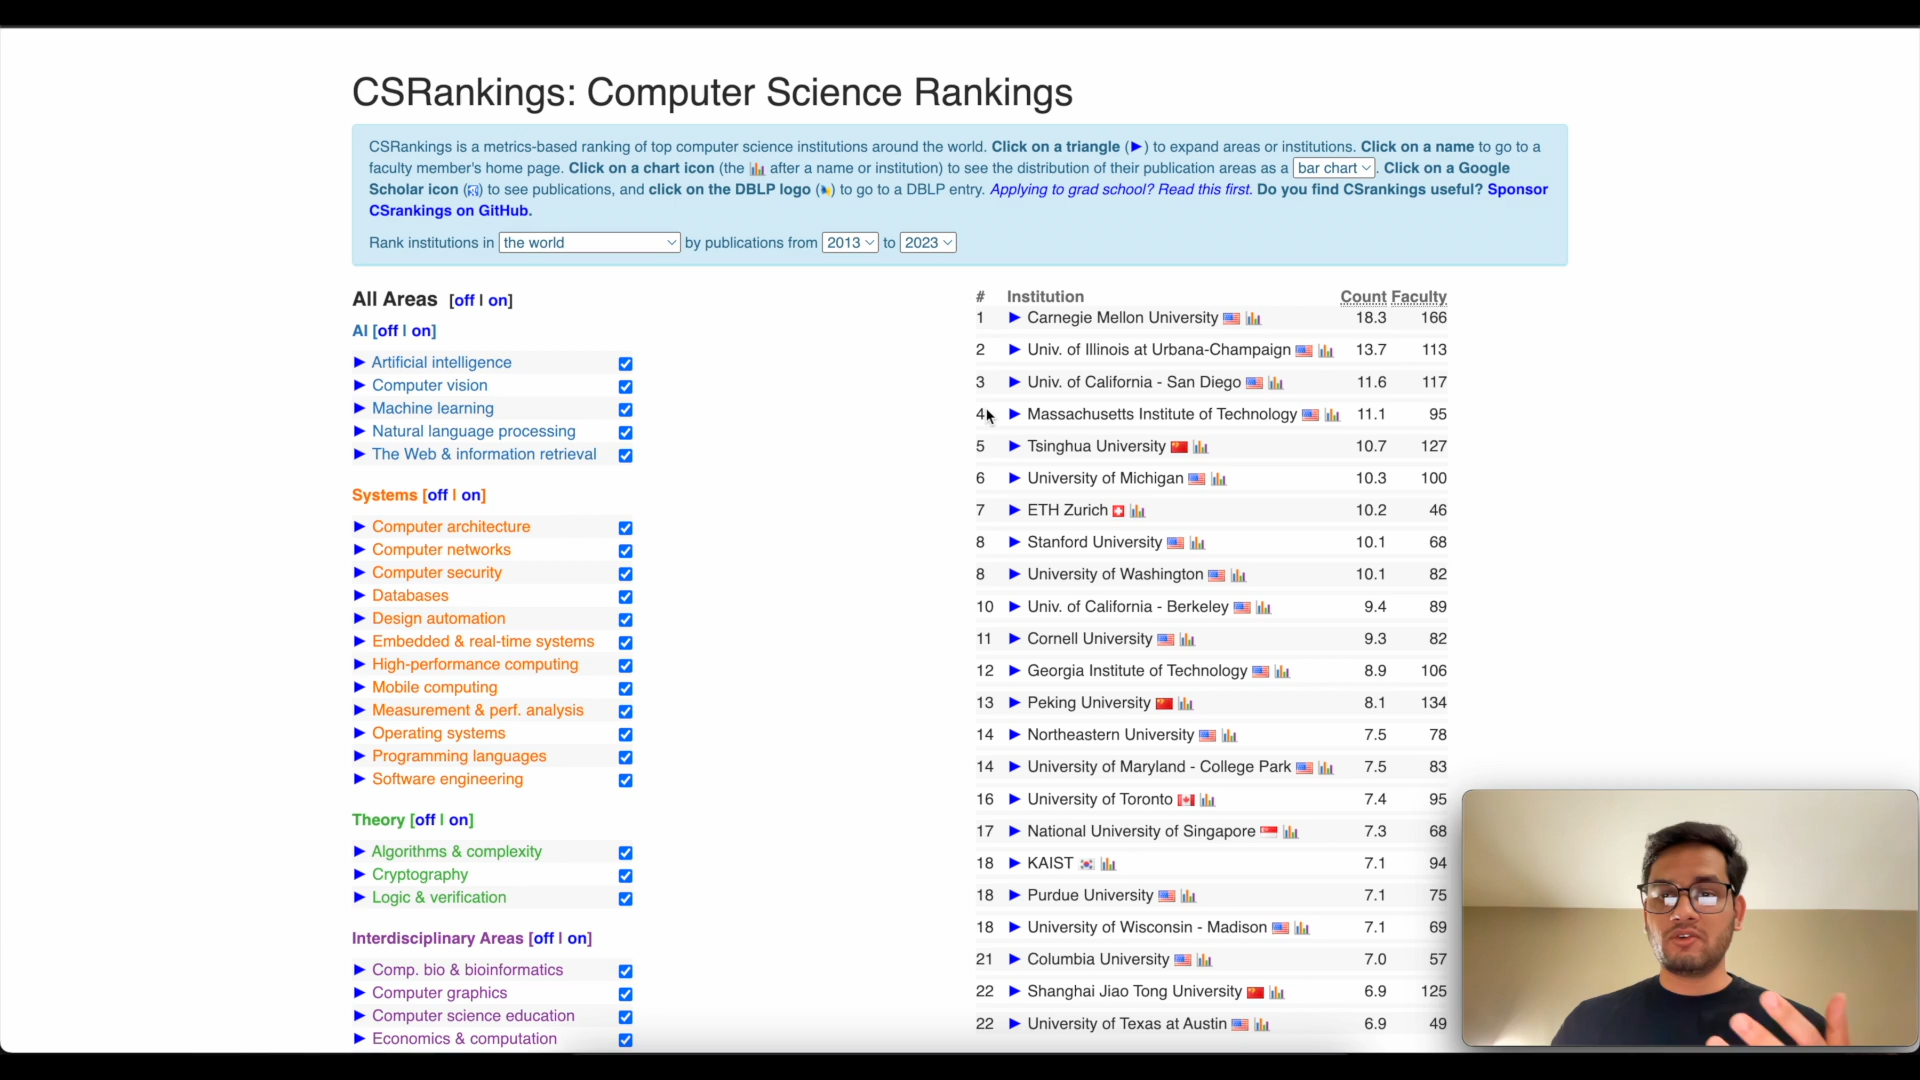 CSRankings: Computer Science Rankings
CSRankings is a metrics-based ranking of top computer science institutions around the world. Click on a triangle (►) to expand areas or institutions. Click on a name to go to a
faculty member's home page. Click on a chart icon (the after a name or institution) to see the distribution of their publication areas as a bar chart. Click on a Google
Scholar icon () to see publications, and click on the DBLP logo () to go to a DBLP entry. Applying to grad school? Read this first. Do you find CSrankings useful? Sponsor
CSrankings on GitHub.
Rank institutions in the world by publications from 2013 to 2023
All Areas [off | on]
AI [off | on]
► Artificial intelligence
► Computer vision
► Machine learning
► Natural language processing
► The Web & information retrieval
Systems [off | on]
► Computer architecture
► Computer networks
► Computer security
► Databases
► Design automation
► Embedded & real-time systems
► High-performance computing
► Mobile computing
► Measurement & perf. analysis
► Operating systems
► Programming languages
► Software engineering
Theory [off | on]
► Algorithms & complexity
► Cryptography
► Logic & verification
Interdisciplinary Areas [off | on]
► Comp. bio & bioinformatics
► Computer graphics
► Computer science education
► Economics & computation
# Institution Count Faculty
1 ► Carnegie Mellon University 18.3 166
2 ► Univ. of Illinois at Urbana-Champaign 13.7 113
3 ► Univ. of California - San Diego 11.6 117
4 ► Massachusetts Institute of Technology 11.1 95
5 ► Tsinghua University 10.7 127
6 ► University of Michigan 10.3 100
7 ► ETH Zurich 10.2 46
8 ► Stanford University 10.1 68
8 ► University of Washington 10.1 82
10 ► Univ. of California - Berkeley 9.4 89
11 ► Cornell University 9.3 82
12 ► Georgia Institute of Technology 8.9 106
13 ► Peking University 8.1 134
14 ► Northeastern University 7.5 78
14 ► University of Maryland - College Park 7.5 83
16 ► University of Toronto 7.4 95
17 ► National University of Singapore 7.3 68
18 ► KAIST 7.1 94
18 ► Purdue University 7.1 75
18 ► University of Wisconsin - Madison 7.1 69
21 ► Columbia University 7.0 57
22 ► Shanghai Jiao Tong University 6.9 125
22 ► University of Texas at Austin 6.9 49